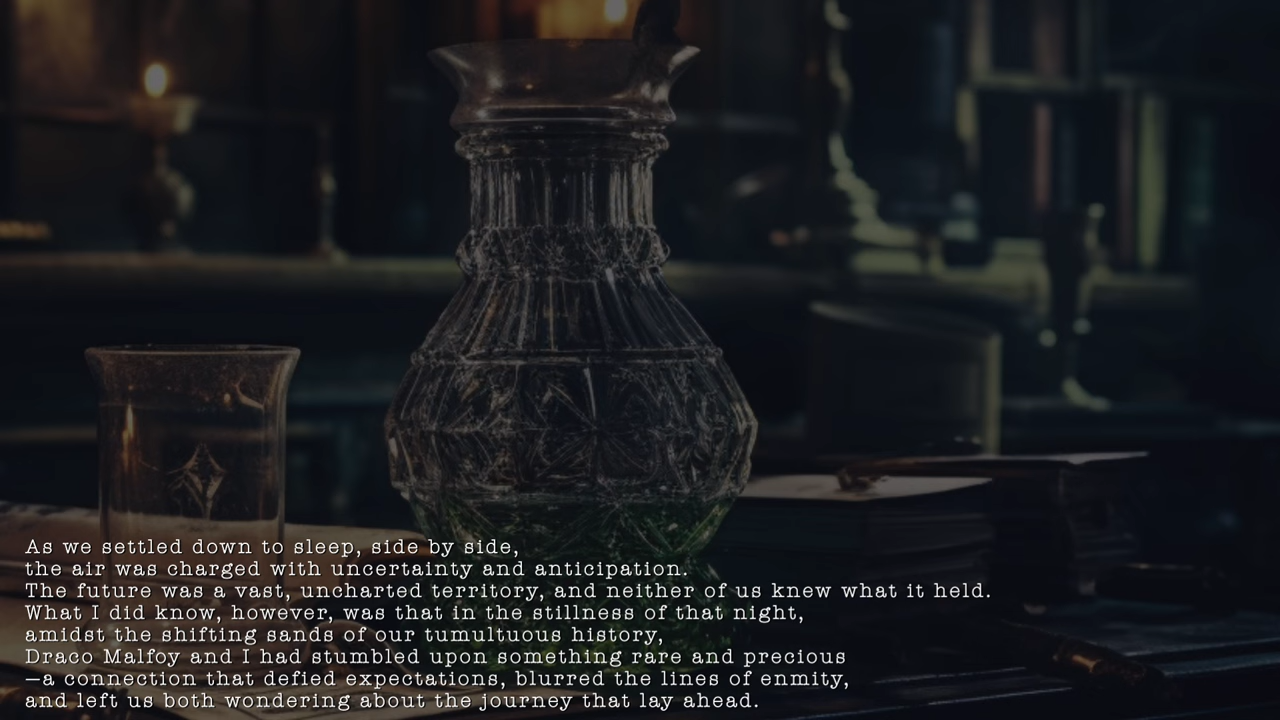 As we settled down to sleep, side by side,
the air was charged with uncertainty and anticipation.
The future was a vast, uncharted territory, and neither of us knew what it held.
What I did know, however, was that in the stillness of that night,
amidst the shifting sands of our tumultuous history,
Draco Malfoy and I had stumbled upon something rare and precious
—a connection that defied expectations, blurred the lines of enmity,
and left us both wondering about the journey that lay ahead.